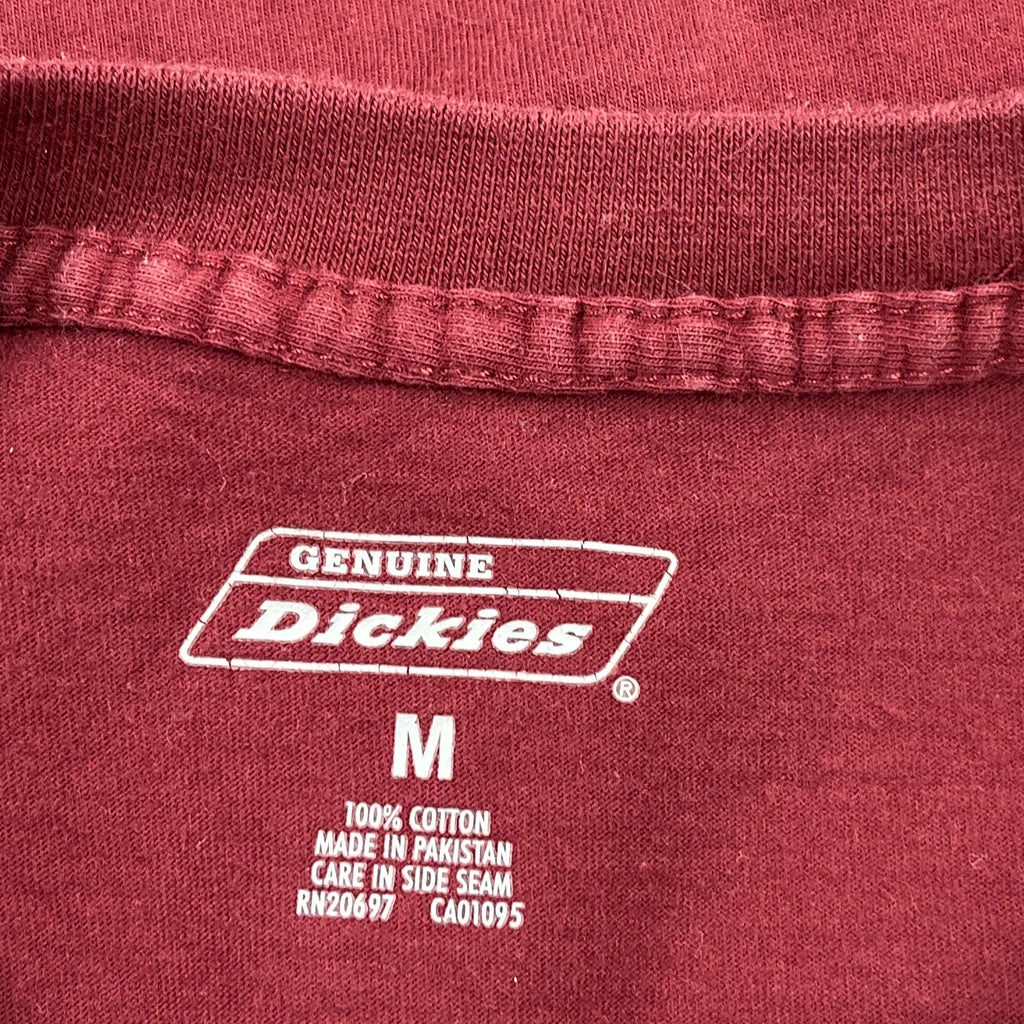 GENUINE
Dickies®
M
100% COTTON
MADE IN PAKISTAN
CARE IN SIDE SEAM
RN20697 CA01095